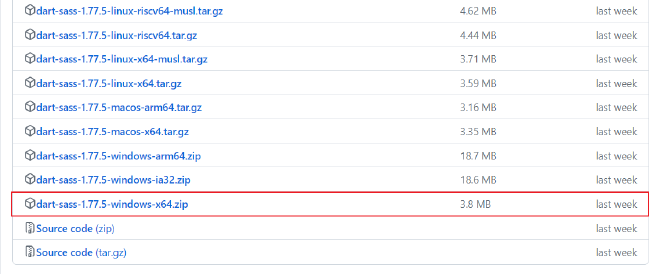 dart-sass-1.77.5-linux-riscv64-musl.tar.gz 4.62 MB last week
dart-sass-1.77.5-linux-riscv64.tar.gz 4.44 MB last week
dart-sass-1.77.5-linux-x64-musl.tar.gz 3.71 MB last week
dart-sass-1.77.5-linux-x64.tar.gz 3.59 MB last week
dart-sass-1.77.5-macos-arm64.tar.gz 3.16 MB last week
dart-sass-1.77.5-macos-x64.tar.gz 3.35 MB last week
dart-sass-1.77.5-windows-arm64.zip 18.7 MB last week
dart-sass-1.77.5-windows-ia32.zip 18.6 MB last week
dart-sass-1.77.5-windows-x64.zip 3.8 MB last week
Source code (zip) last week
Source code (tar.gz) last week